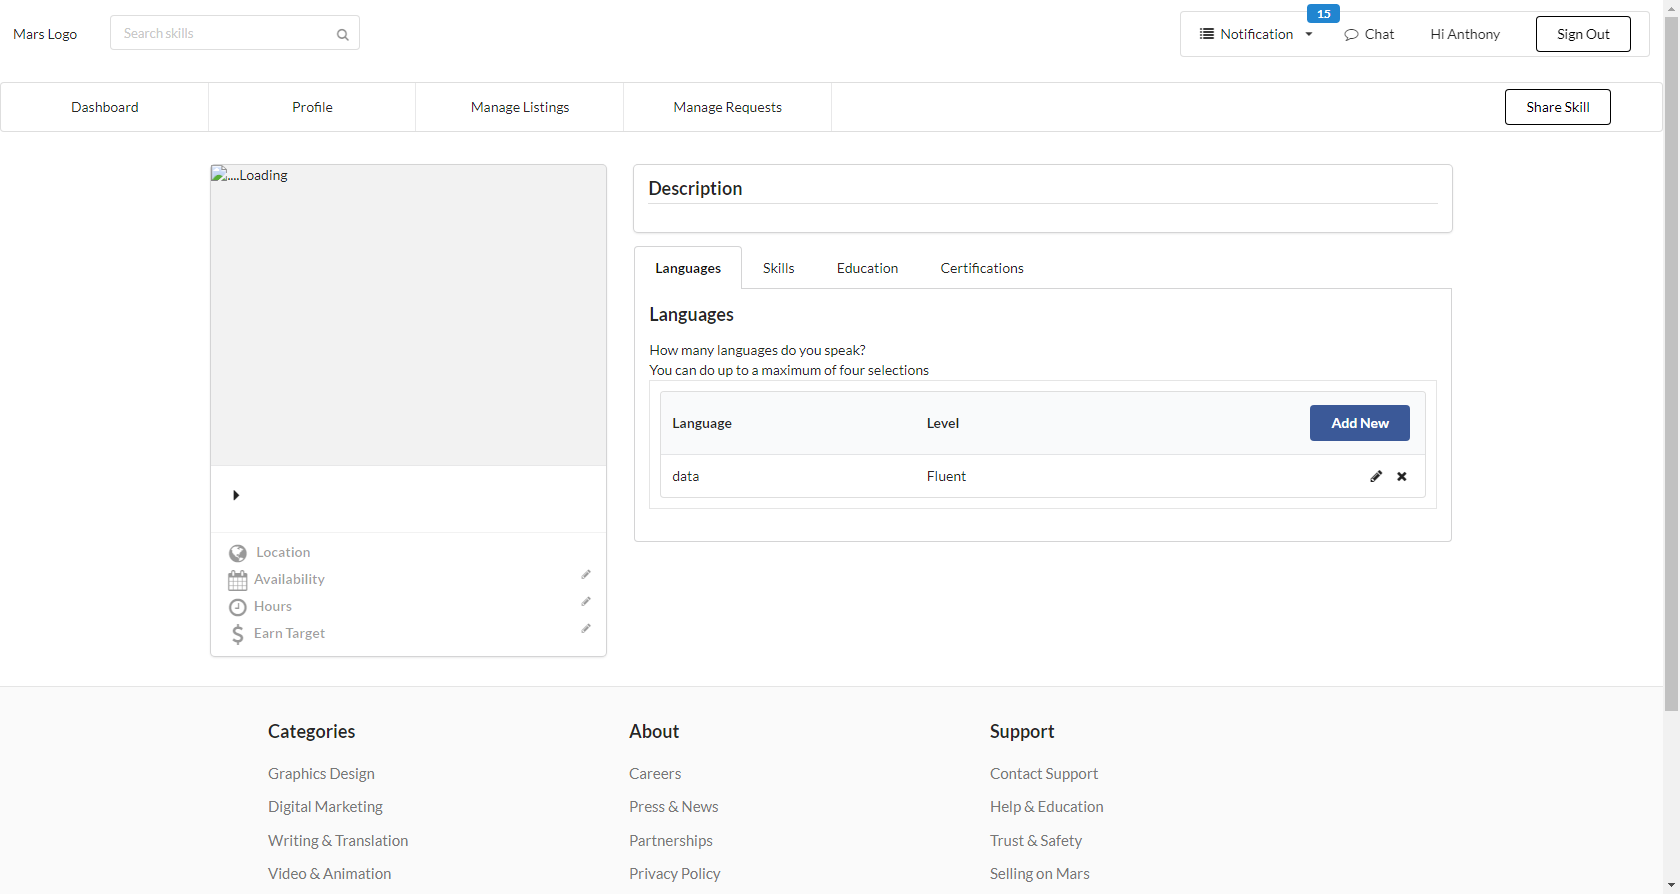 Mars Logo
Search skills
15
Notification
Chat
Hi Anthony
Sign Out
Dashboard
Profile
Manage Listings
Manage Requests
Share Skill
....Loading
Location
Availability
Hours
Earn Target
Description
Languages
Skills
Education
Certifications
Languages
How many languages do you speak?
You can do up to a maximum of four selections
Language
Level
Add New
data
Fluent
Categories
Graphics Design
Digital Marketing
Writing & Translation
Video & Animation
About
Careers
Press & News
Partnerships
Privacy Policy
Support
Contact Support
Help & Education
Trust & Safety
Selling on Mars